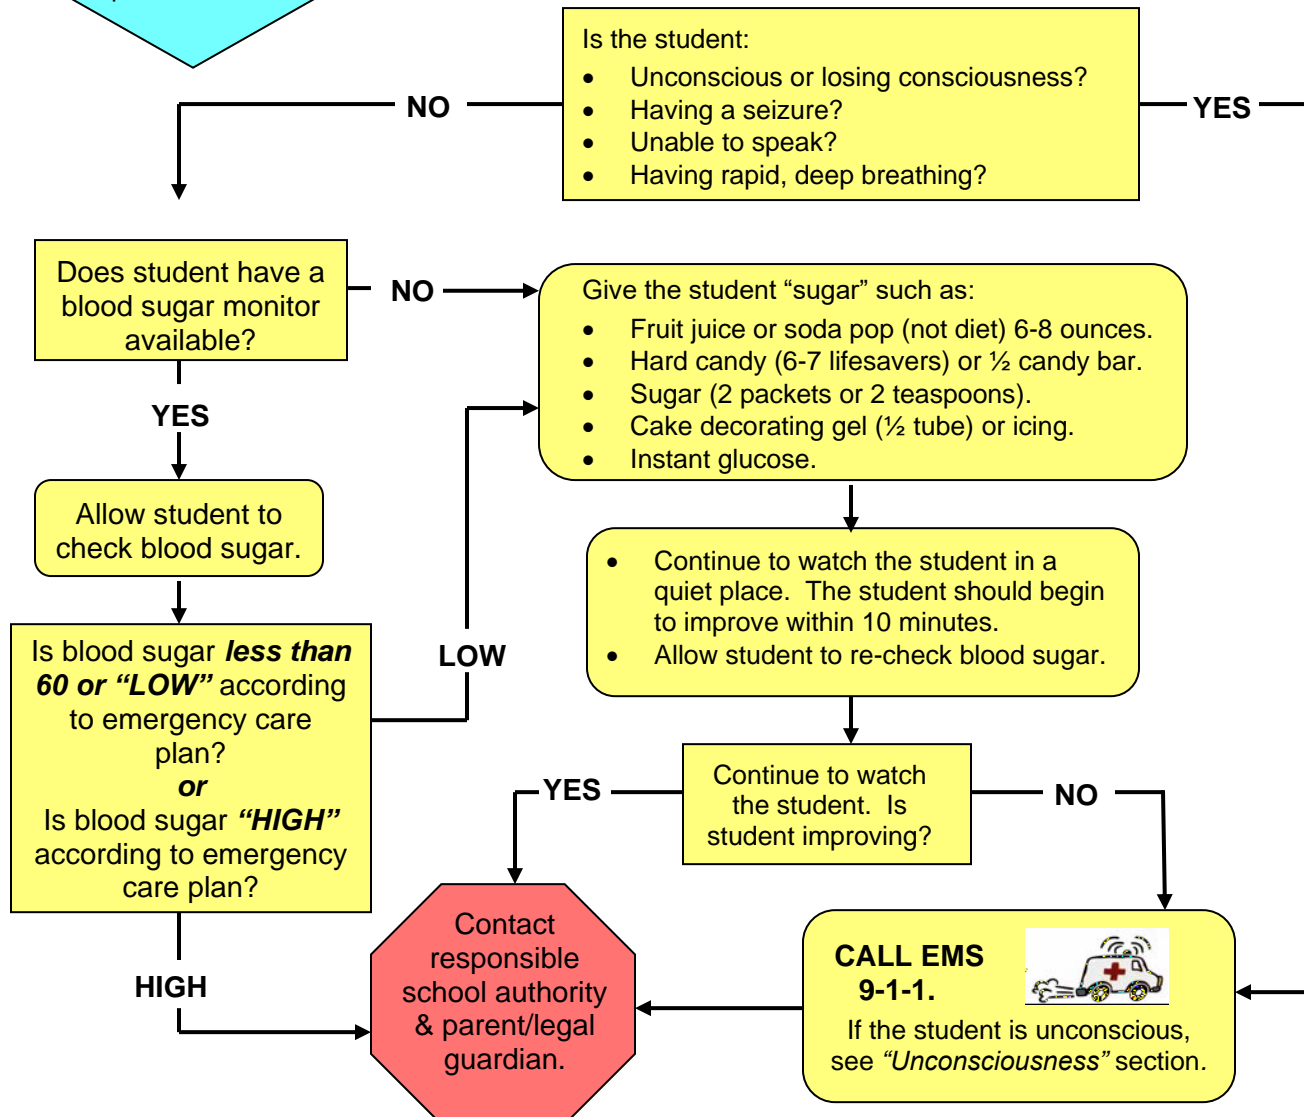 Is the student:
• Unconscious or losing consciousness?
• Having a seizure?
• Unable to speak?
• Having rapid, deep breathing?
NO
YES
Does student have a
blood sugar monitor
available?
NO
YES
Give the student “sugar” such as:
• Fruit juice or soda pop (not diet) 6-8 ounces.
• Hard candy (6-7 lifesavers) or ½ candy bar.
• Sugar (2 packets or 2 teaspoons).
• Cake decorating gel (½ tube) or icing.
• Instant glucose.
Allow student to
check blood sugar.
• Continue to watch the student in a
quiet place. The student should begin
to improve within 10 minutes.
• Allow student to re-check blood sugar.
Is blood sugar less than
60 or “LOW” according
to emergency care
plan?
or
Is blood sugar “HIGH”
according to emergency
care plan?
LOW
HIGH
Continue to watch
the student. Is
student improving?
YES
NO
Contact
responsible
school authority
& parent/legal
guardian.
CALL EMS
9-1-1.
If the student is unconscious,
see “Unconsciousness” section.